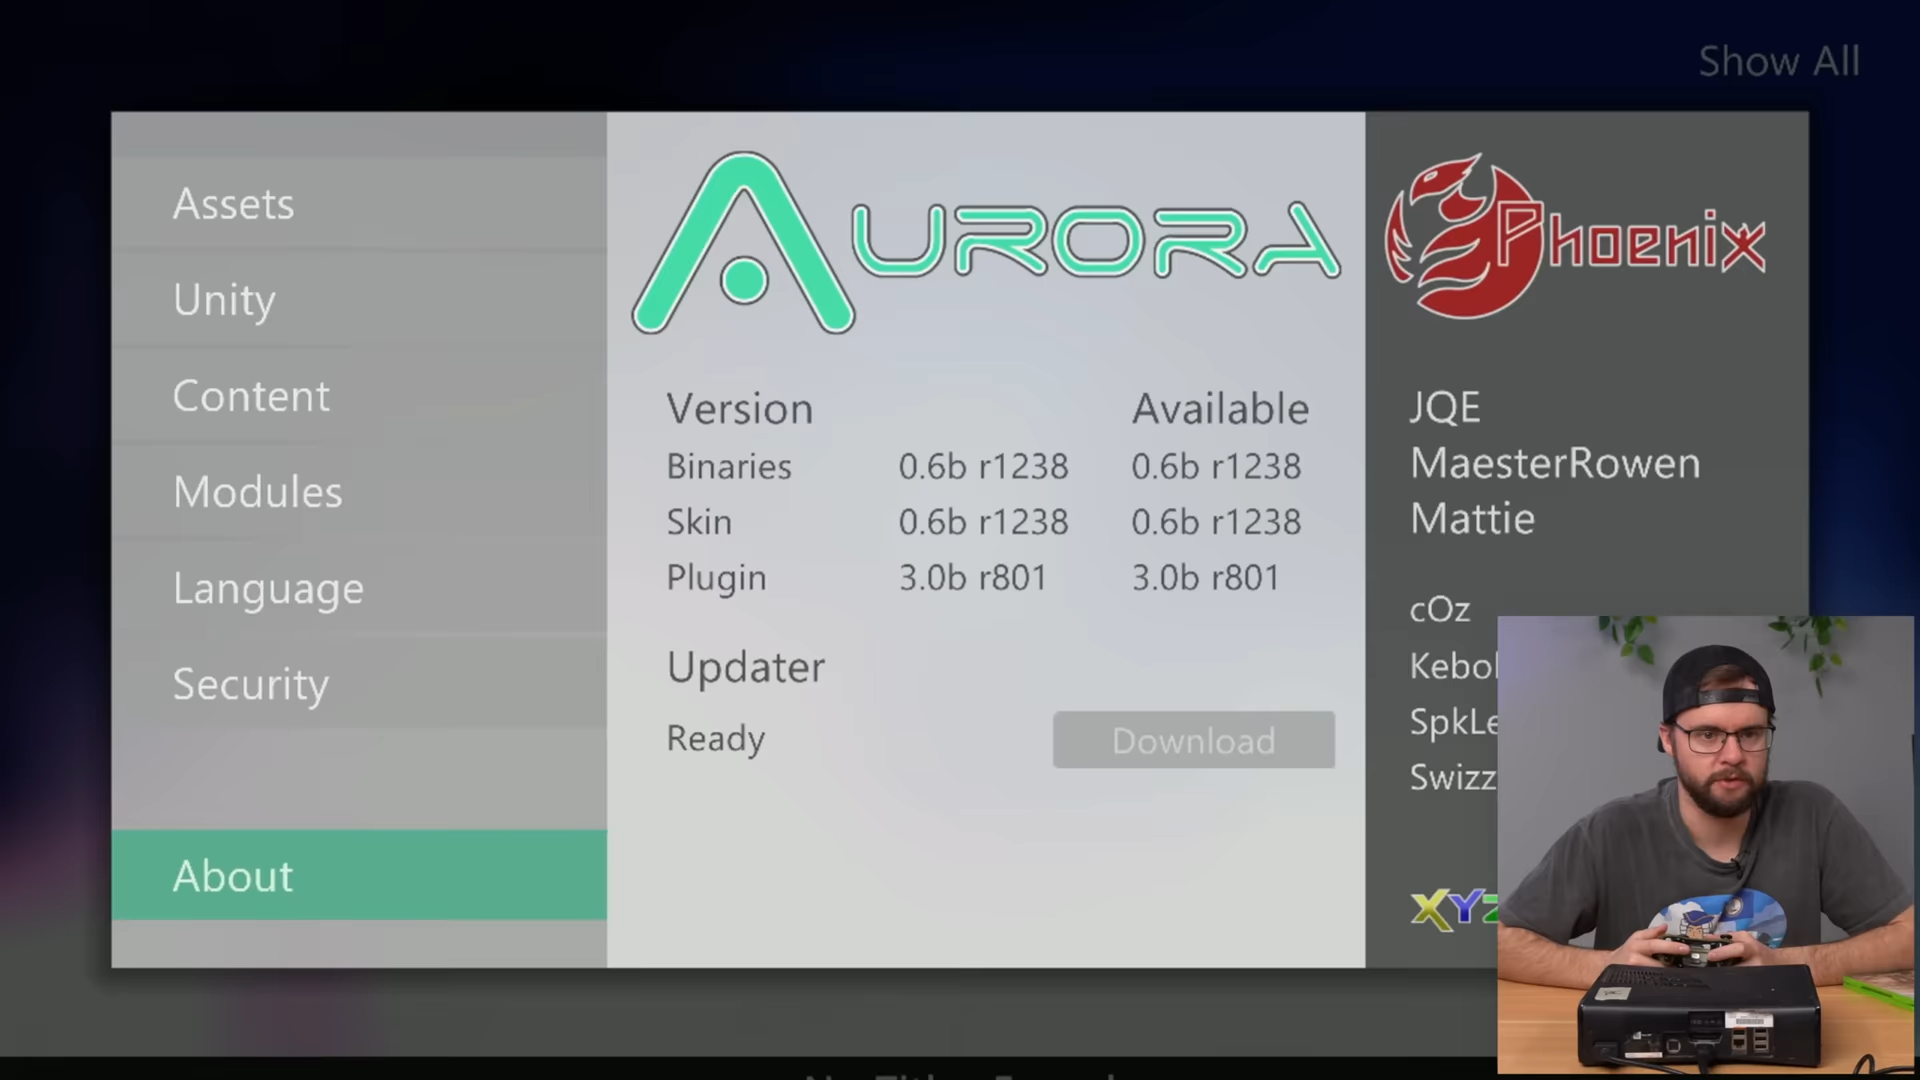 Show All
Assets
Unity
Content
Modules
Language
Security
About
AURORA
Version Available
Binaries 0.6b r1238 0.6b r1238
Skin 0.6b r1238 0.6b r1238
Plugin 3.0b r801 3.0b r801
Updater
Ready Download
Phoenix
JQE
MaesterRowen
Mattie
cOz
Swizz
XYZ